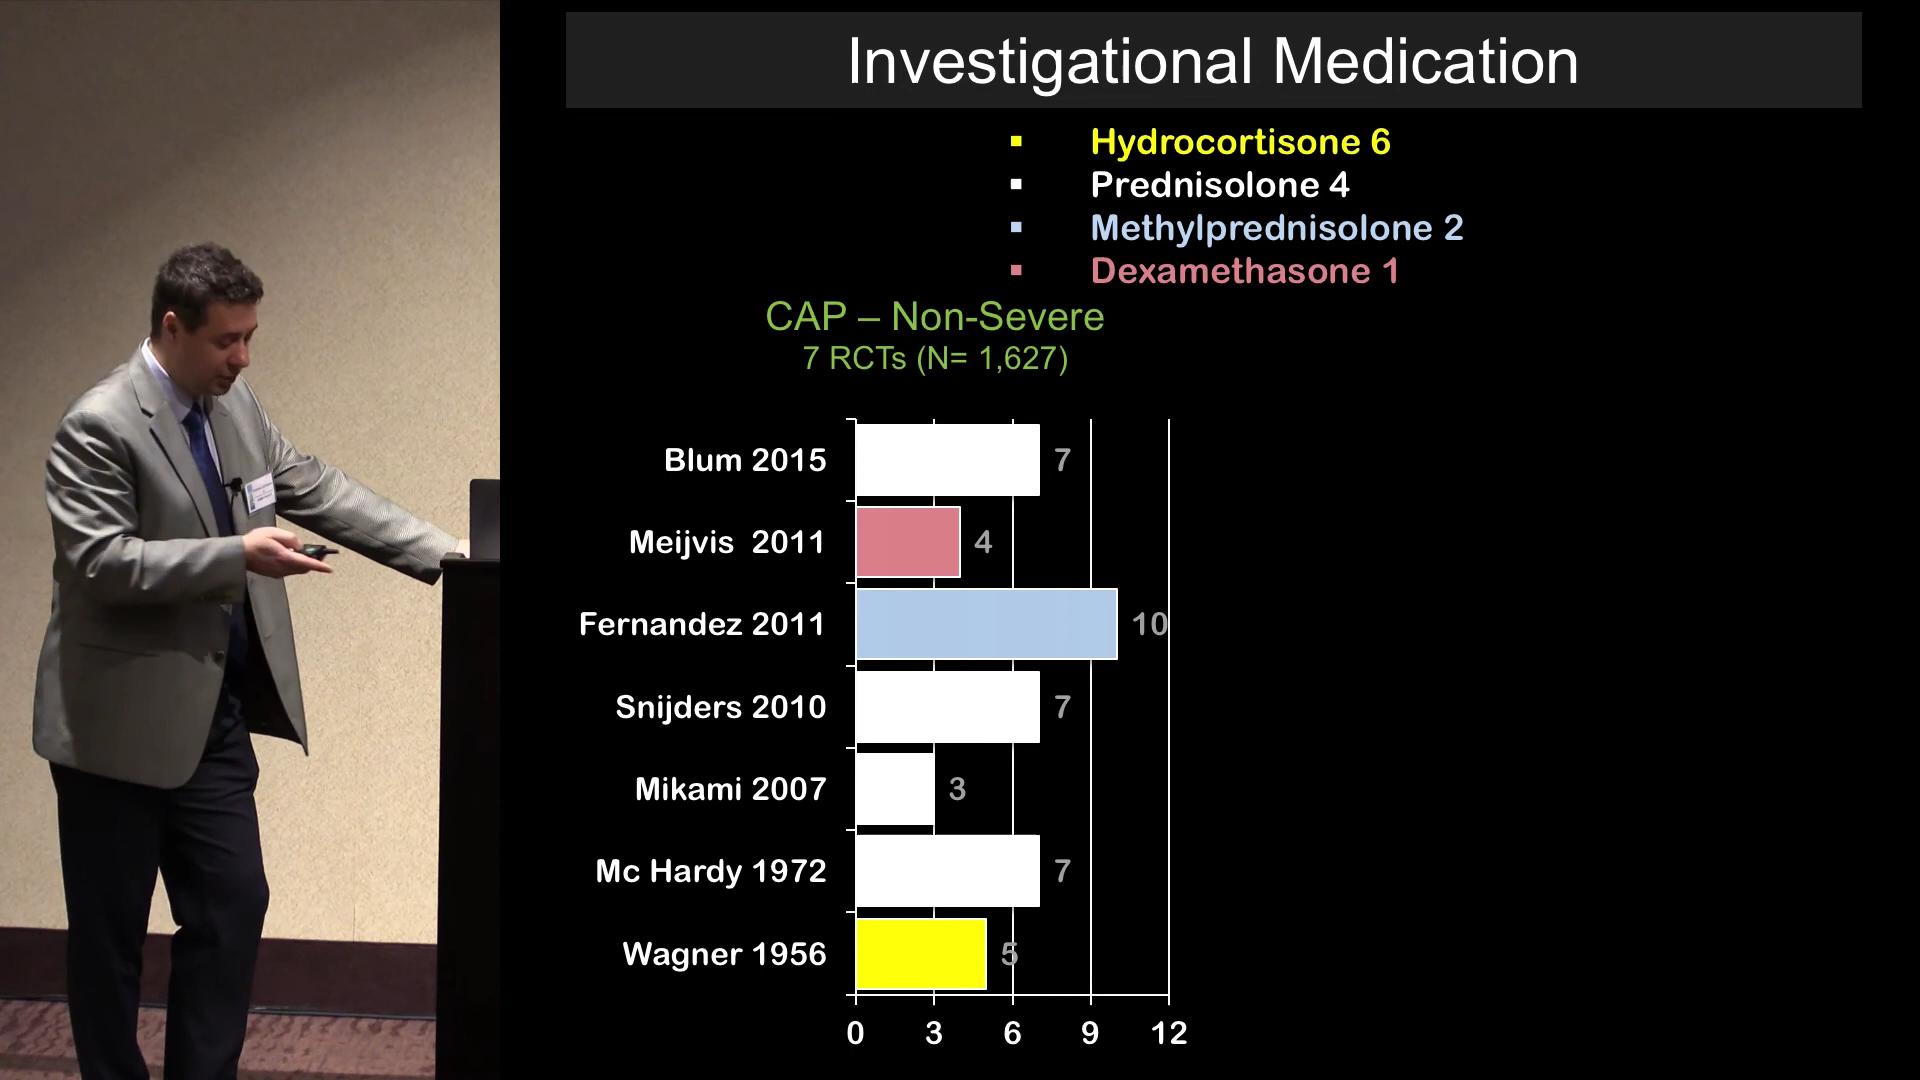 Investigational Medication
▪ Hydrocortisone 6
▪ Prednisolone 4
▪ Methylprednisolone 2
▪ Dexamethasone 1
CAP – Non-Severe
7 RCTs (N= 1,627)
Blum 2015 7
Meijvis 2011 4
Fernandez 2011 10
Snijders 2010 7
Mikami 2007 3
Mc Hardy 1972 7
Wagner 1956 5
0 3 6 9 12